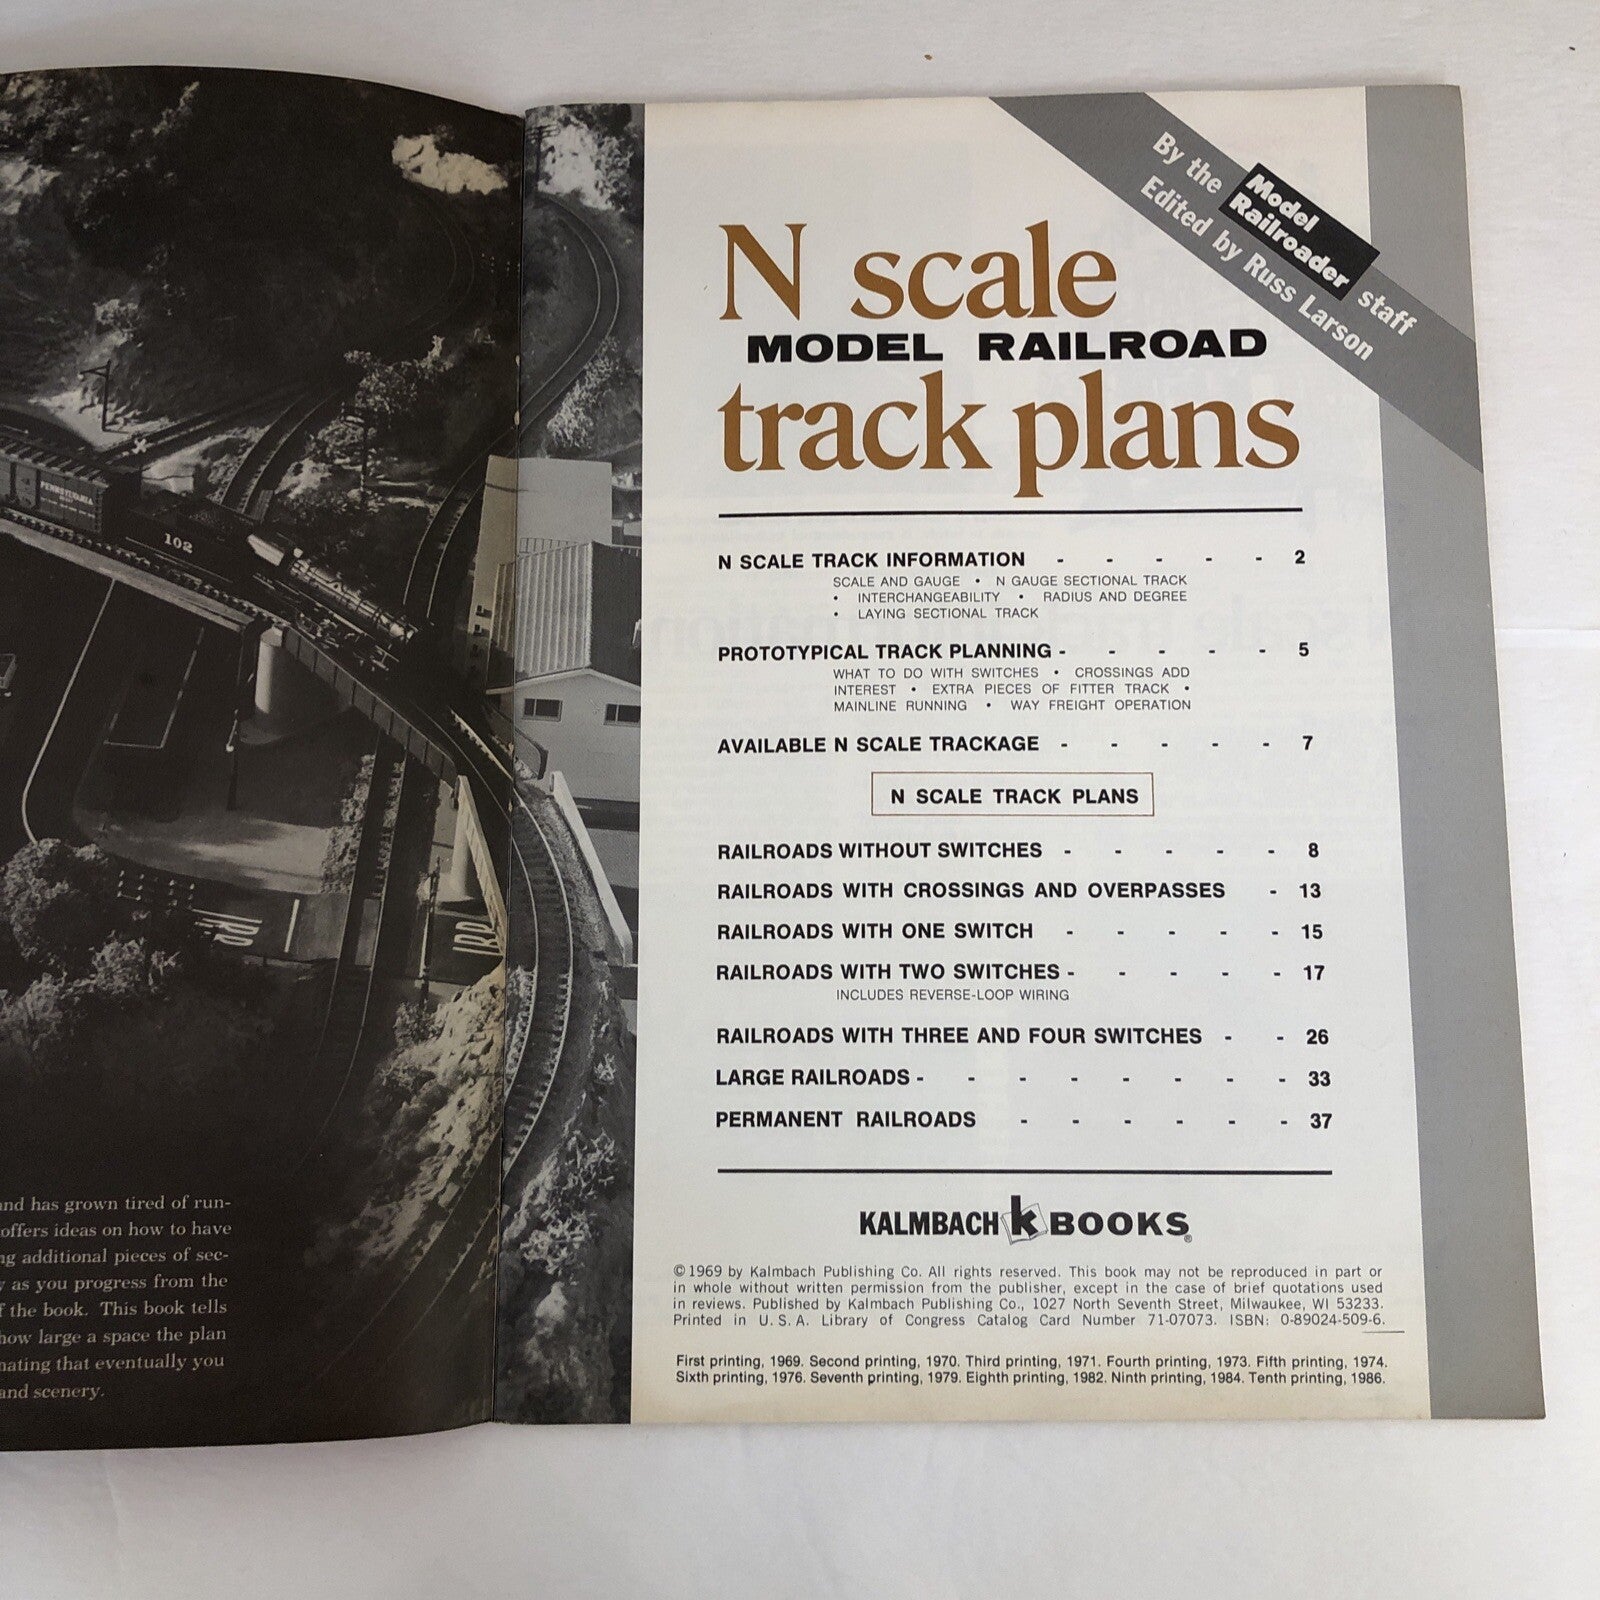 PENNSYLVANIA
102
IRR
IRR
and has grown tired of run-
offers ideas on how to have
additional pieces of sec-
as you progress from the
the book. This book tells
how large a space the plan
that eventually you
and scenery.
By the Model Railroader staff
Edited by Russ Larson
N scale
MODEL RAILROAD
track plans
N SCALE TRACK INFORMATION - - - - - 2
SCALE AND GAUGE • N GAUGE SECTIONAL TRACK
• INTERCHANGEABILITY • RADIUS AND DEGREE
• LAYING SECTIONAL TRACK
PROTOTYPICAL TRACK PLANNING - - - - - 5
WHAT TO DO WITH SWITCHES • CROSSINGS ADD
INTEREST • EXTRA PIECES OF FITTER TRACK •
MAINLINE RUNNING • WAY FREIGHT OPERATION
AVAILABLE N SCALE TRACKAGE - - - - - 7
N SCALE TRACK PLANS
RAILROADS WITHOUT SWITCHES - - - - - 8
RAILROADS WITH CROSSINGS AND OVERPASSES - 13
RAILROADS WITH ONE SWITCH - - - - - 15
RAILROADS WITH TWO SWITCHES - - - - - 17
INCLUDES REVERSE-LOOP WIRING
RAILROADS WITH THREE AND FOUR SWITCHES - - 26
LARGE RAILROADS - - - - - - - - 33
PERMANENT RAILROADS - - - - - - 37
KALMBACH k BOOKS®
© 1969 by Kalmbach Publishing Co. All rights reserved. This book may not be reproduced in part or
in whole without written permission from the publisher, except in the case of brief quotations used
in reviews. Published by Kalmbach Publishing Co., 1027 North Seventh Street, Milwaukee, WI 53233.
Printed in U. S. A. Library of Congress Catalog Card Number 71-07073. ISBN: 0-89024-509-6.
First printing, 1969. Second printing, 1970. Third printing, 1971. Fourth printing, 1973. Fifth printing, 1974.
Sixth printing, 1976. Seventh printing, 1979. Eighth printing, 1982. Ninth printing, 1984. Tenth printing, 1986.